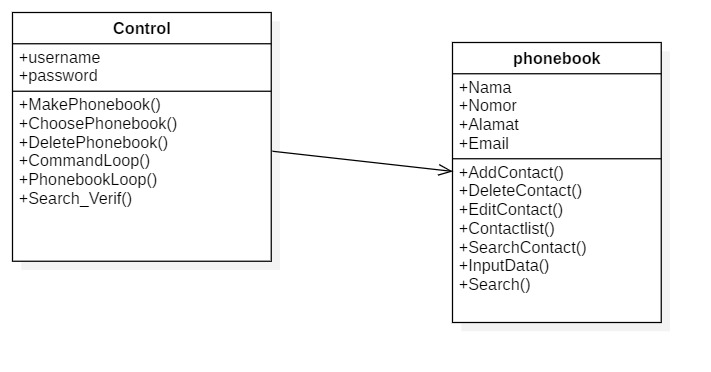 Control
+username
+password
+MakePhonebook()
+ChoosePhonebook()
+DeletePhonebook()
+CommandLoop()
+PhonebookLoop()
+Search_Verif()
phonebook
+Nama
+Nomor
+Alamat
+Email
+AddContact()
+DeleteContact()
+EditContact()
+Contactlist()
+SearchContact()
+InputData()
+Search()